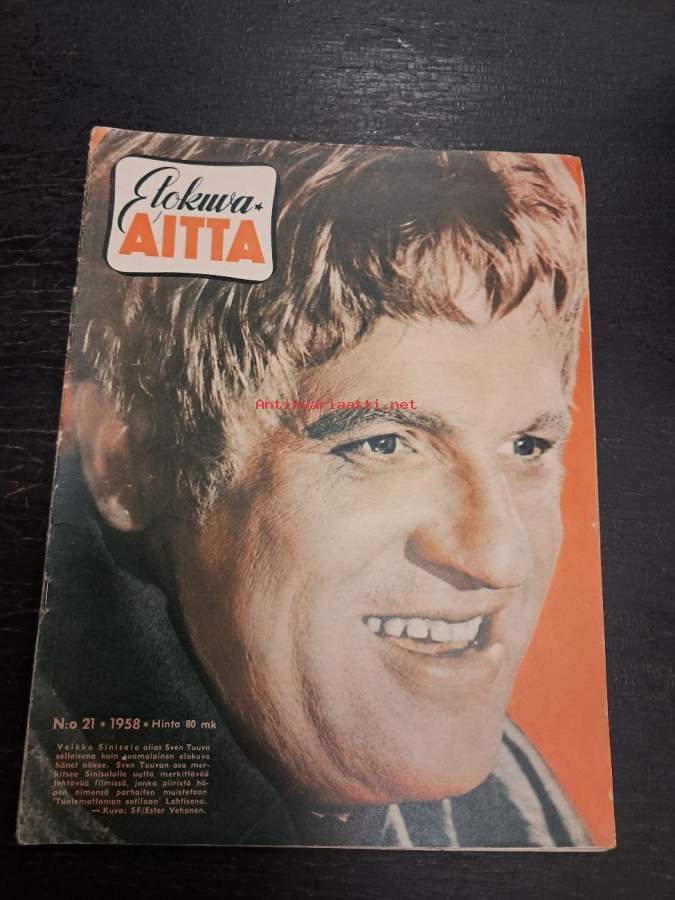 Elokuva
AITTA
Antikvariaatti.net
N:o 21 • 1958 • Hinta 80 mk
Veikko Sinisalo alias Sven Tuuva
sellaisena kuin suomalainen elokuva
hänet näkee. Sven Tuuvan osa mer-
kitsee Sinisalolle uutta merkittävää
tehtävää filmissä, jonka piiristä hä-
nen nimensä parhaiten muistetaan
'Tuntemattoman sotilaan' Lahtisena.
— Kuva: SF/Ester Vehanen.